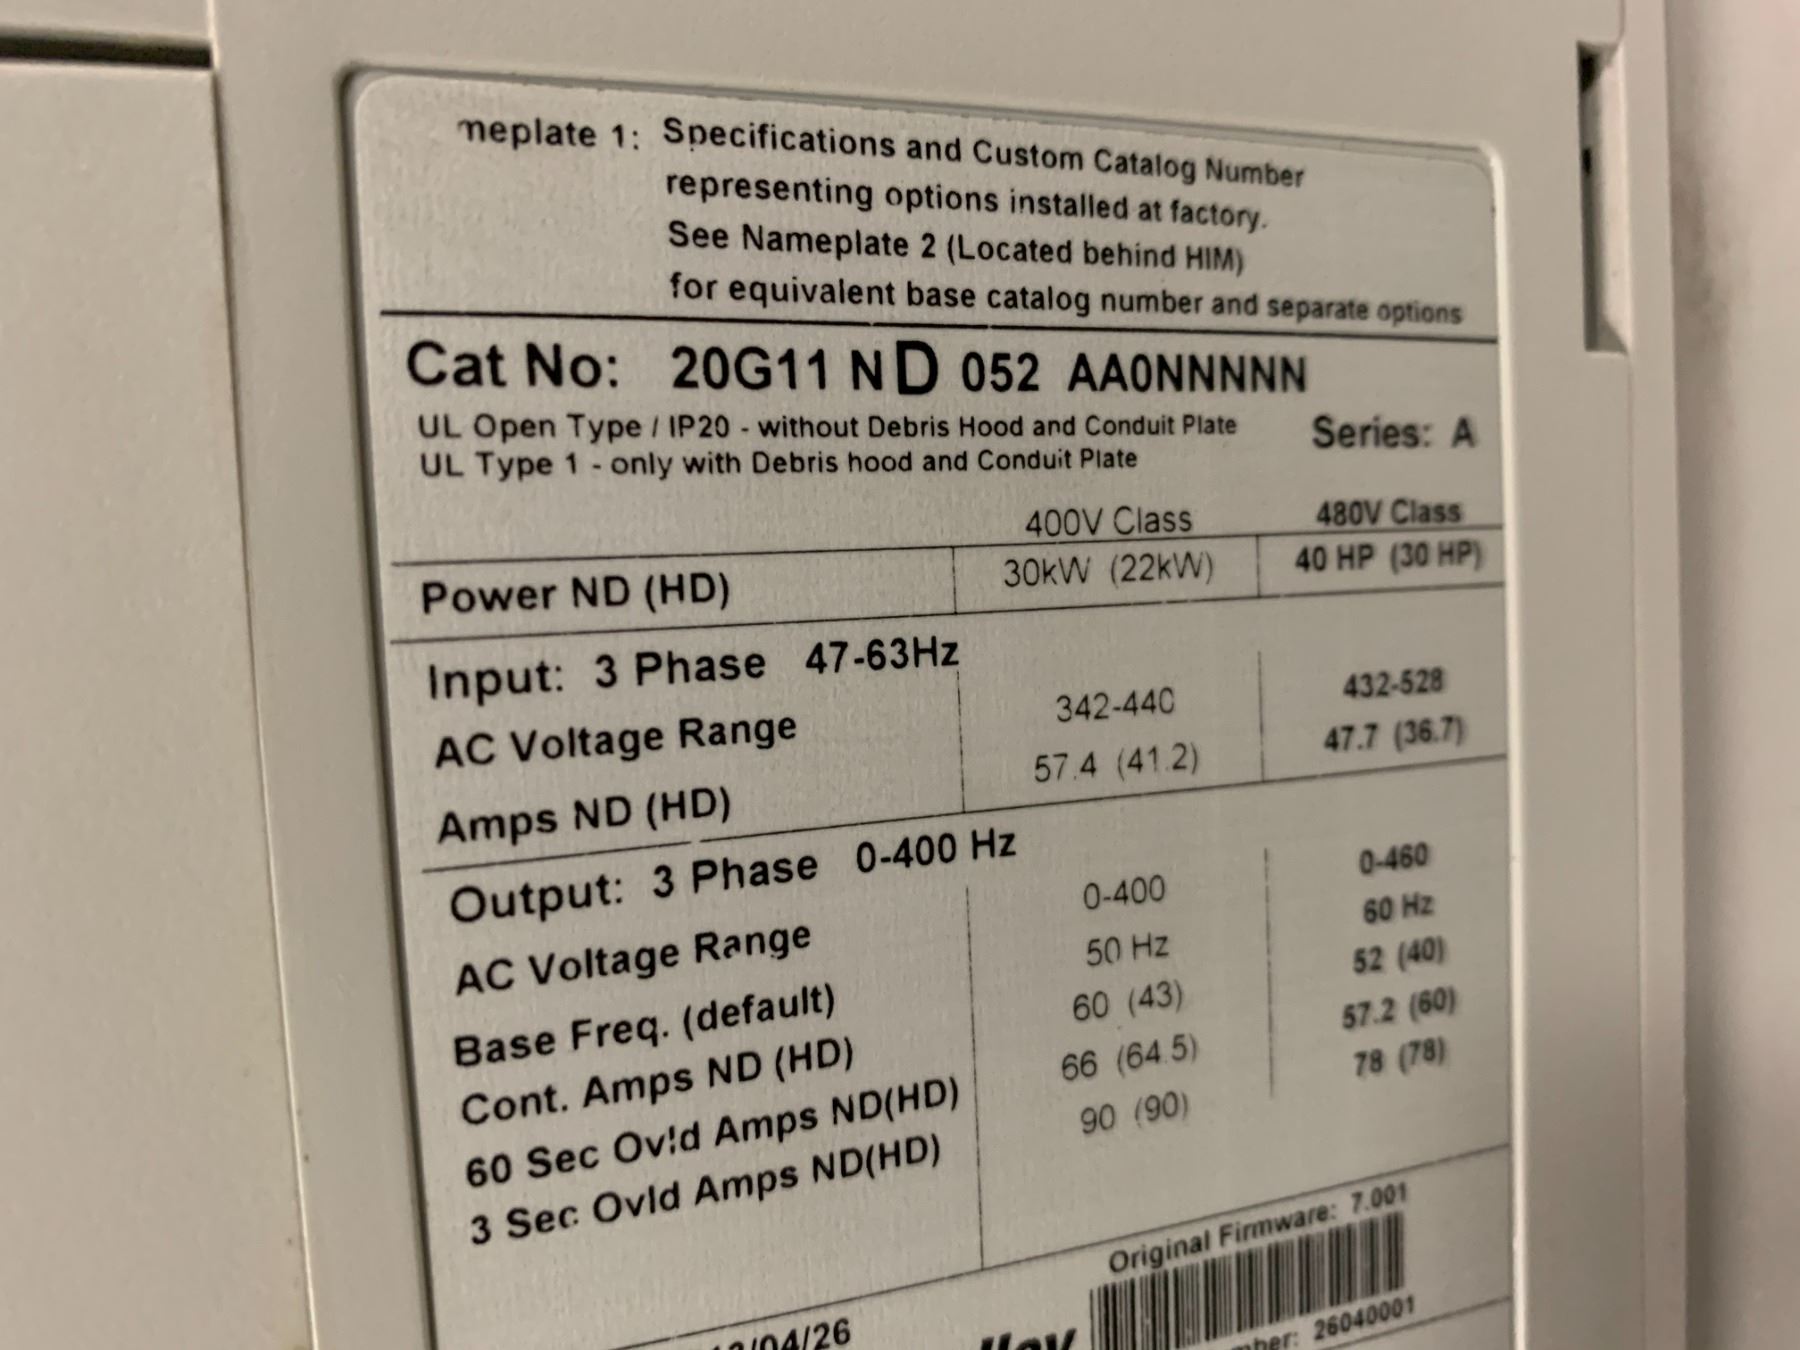 meplate 1: Specifications and Custom Catalog Number
representing options installed at factory.
See Nameplate 2 (Located behind HIM)
for equivalent base catalog number and separate options
Cat No: 20G11 N D 052 AA0NNNNN
UL Open Type / IP20 - without Debris Hood and Conduit Plate Series: A
UL Type 1 - only with Debris hood and Conduit Plate
400V Class 480V Class
Power ND (HD) 30kW (22kW) 40 HP (30 HP)
Input: 3 Phase 47-63Hz
AC Voltage Range 342-440 432-528
Amps ND (HD) 57.4 (41.2) 47.7 (36.7)
Output: 3 Phase 0-400 Hz
AC Voltage Range 0-400 0-460
Base Freq. (default) 50 Hz 60 Hz
Cont. Amps ND (HD) 60 (43) 52 (40)
60 Sec Ovld Amps ND(HD) 66 (64.5) 57.2 (60)
3 Sec Ovld Amps ND(HD) 90 (90) 78 (78)
Original Firmware: 7.001
/04/26
ber: 26040001